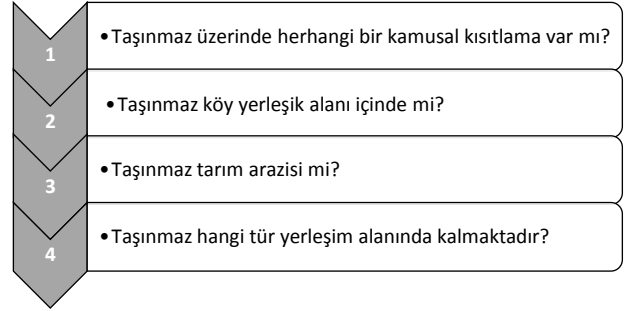 1
•Taşınmaz üzerinde herhangi bir kamusal kısıtlama var mı?
2
•Taşınmaz köy yerleşik alanı içinde mi?
3
•Taşınmaz tarım arazisi mi?
4
•Taşınmaz hangi tür yerleşim alanında kalmaktadır?